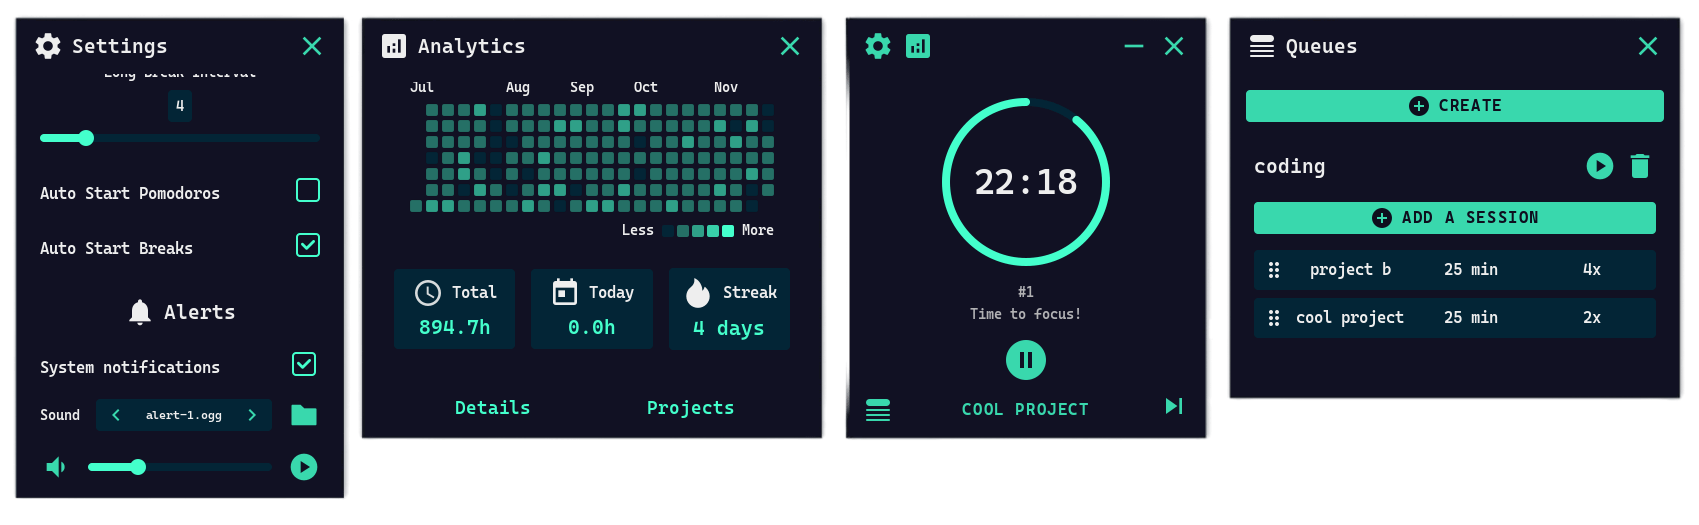 Settings
Long Break Interval
4
Auto Start Pomodoros
Auto Start Breaks
Alerts
System notifications
Sound
alert-1.ogg
Analytics
Jul Aug Sep Oct Nov
Less More
Total
894.7h
Today
0.0h
Streak
4 days
Details
Projects
22:18
#1
Time to focus!
COOL PROJECT
Queues
CREATE
coding
ADD A SESSION
project b 25 min 4x
cool project 25 min 2x